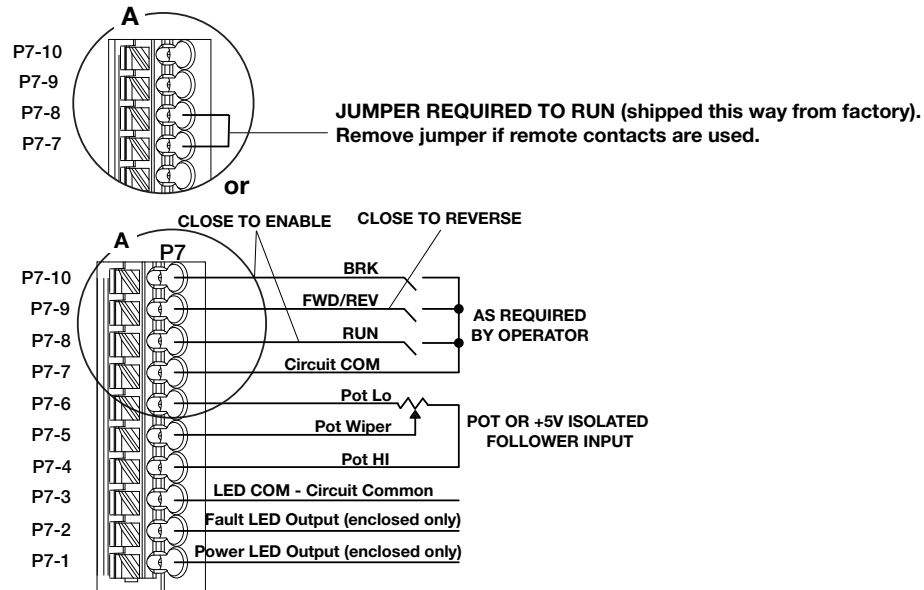 A
P7-10
P7-9
P7-8
P7-7
JUMPER REQUIRED TO RUN (shipped this way from factory).
Remove jumper if remote contacts are used.
or
CLOSE TO ENABLE
CLOSE TO REVERSE
A
P7
P7-10
BRK
P7-9
FWD/REV
AS REQUIRED
BY OPERATOR
P7-8
RUN
P7-7
Circuit COM
P7-6
Pot Lo
P7-5
Pot Wiper
POT OR +5V ISOLATED
FOLLOWER INPUT
P7-4
Pot HI
P7-3
LED COM - Circuit Common
P7-2
Fault LED Output (enclosed only)
P7-1
Power LED Output (enclosed only)